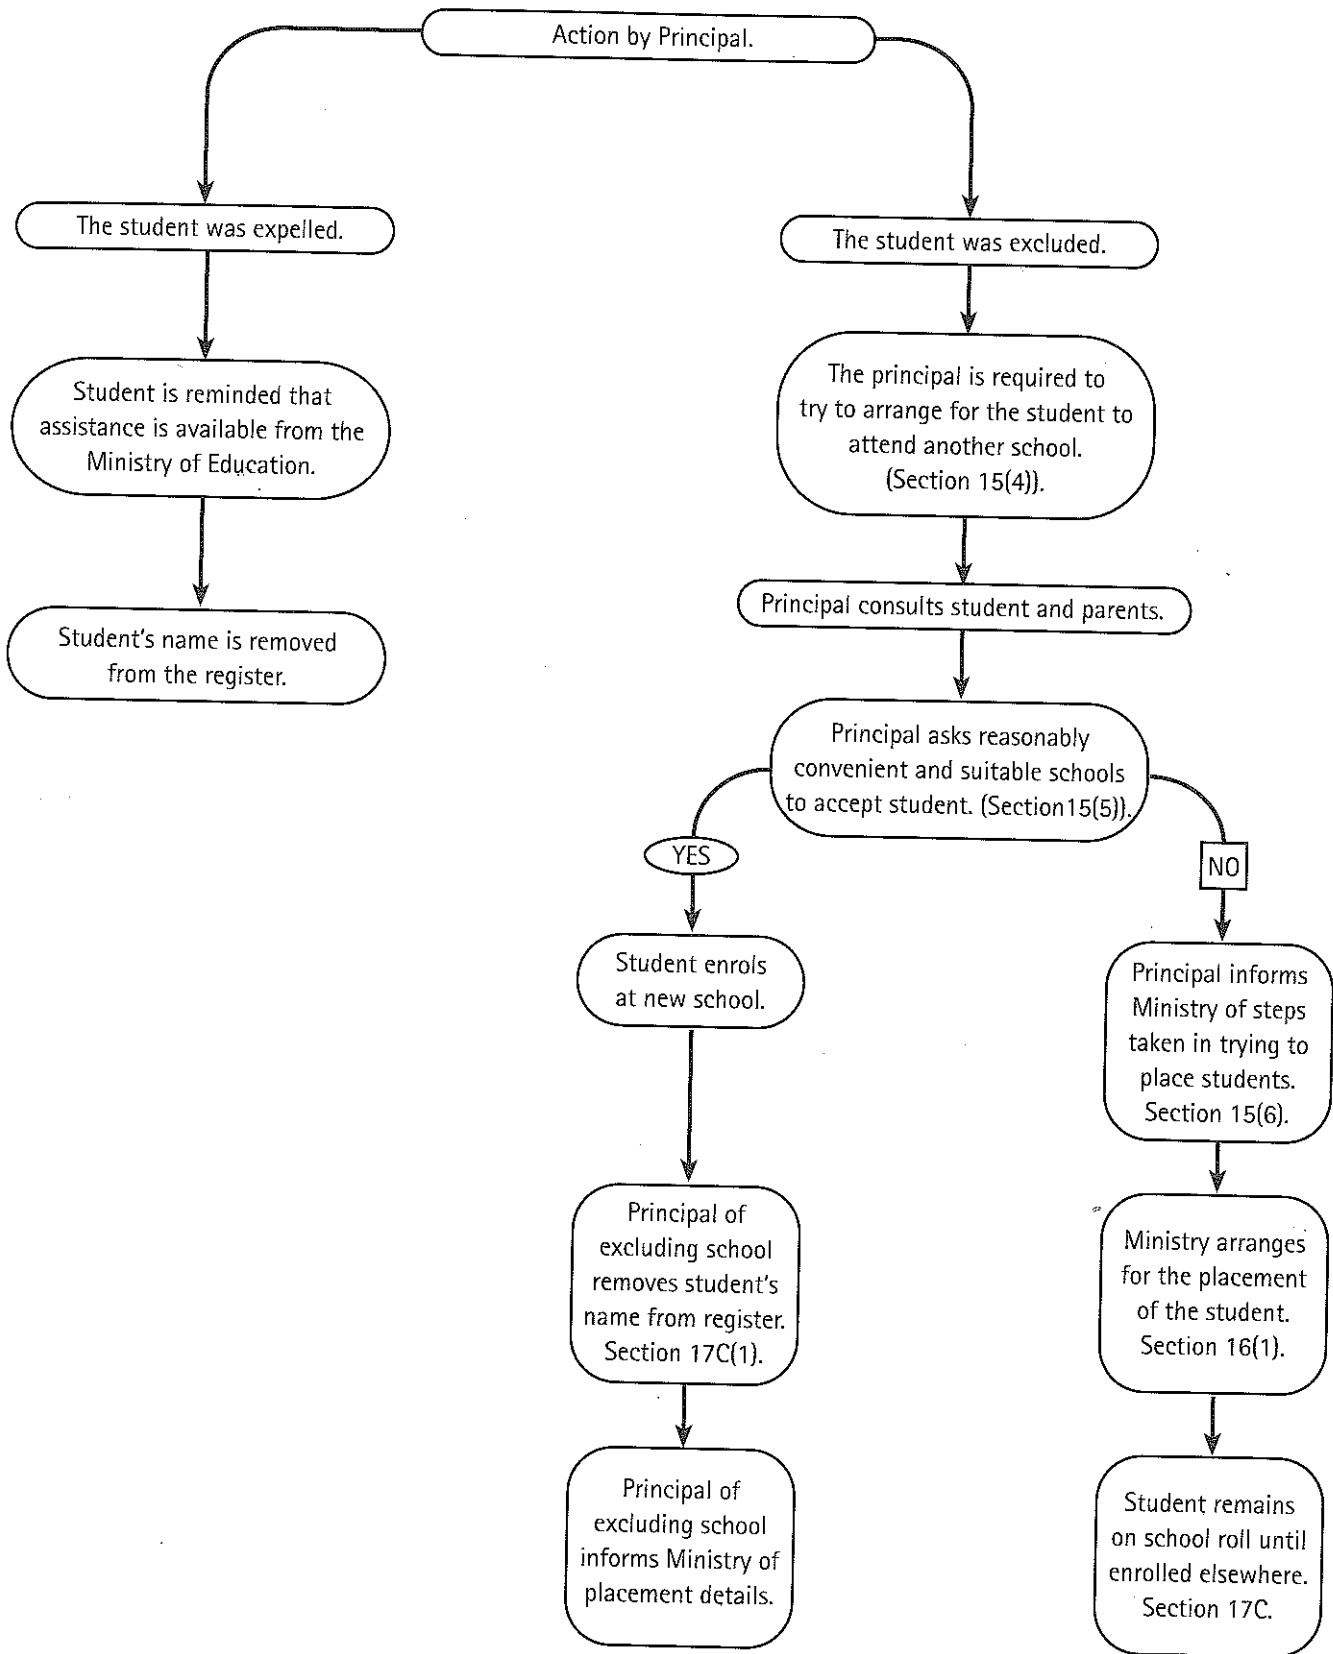 Action by Principal.
The student was expelled.
Student is reminded that
assistance is available from the
Ministry of Education.
Student's name is removed
from the register.
The student was excluded.
The principal is required to
try to arrange for the student to
attend another school.
(Section 15(4)).
Principal consults student and parents.
Principal asks reasonably
convenient and suitable schools
to accept student. (Section15(5)).
YES
Student enrols
at new school.
Principal of
excluding school
removes student's
name from register.
Section 17C(1).
Principal of
excluding school
informs Ministry of
placement details.
NO
Principal informs
Ministry of steps
taken in trying to
place students.
Section 15(6).
Ministry arranges
for the placement
of the student.
Section 16(1).
Student remains
on school roll until
enrolled elsewhere.
Section 17C.